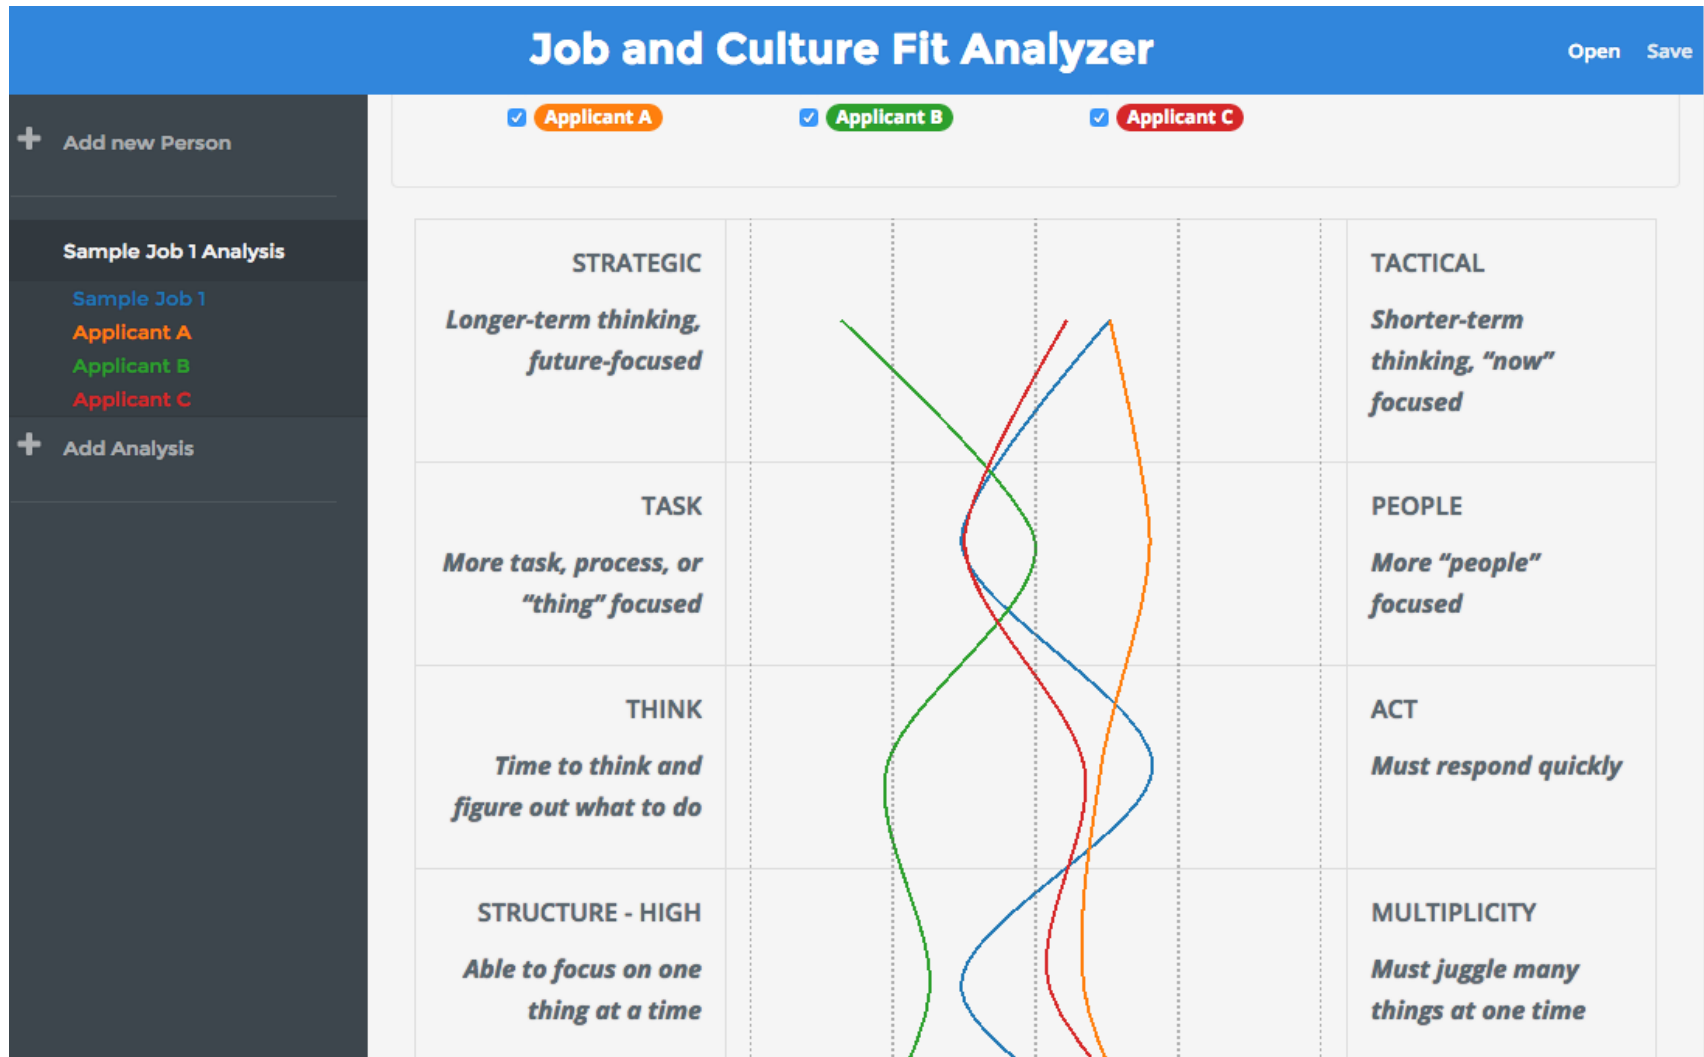 Job and Culture Fit Analyzer
Open Save
Applicant A Applicant B Applicant C
Add new Person
Sample Job 1 Analysis
Sample Job 1
Applicant A
Applicant B
Applicant C
Add Analysis
STRATEGIC
Longer-term thinking,
future-focused
TACTICAL
Shorter-term
thinking, “now”
focused
TASK
More task, process, or
“thing” focused
PEOPLE
More “people”
focused
THINK
Time to think and
figure out what to do
ACT
Must respond quickly
STRUCTURE - HIGH
Able to focus on one
thing at a time
MULTIPLICITY
Must juggle many
things at one time